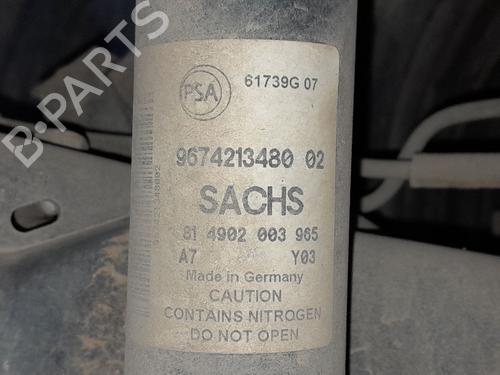 B-PARTS
PSA
61739G 07
9674213480 02
SACHS
81 4902 003 965
A7 Y03
Made in Germany
CAUTION
CONTAINS NITROGEN
DO NOT OPEN